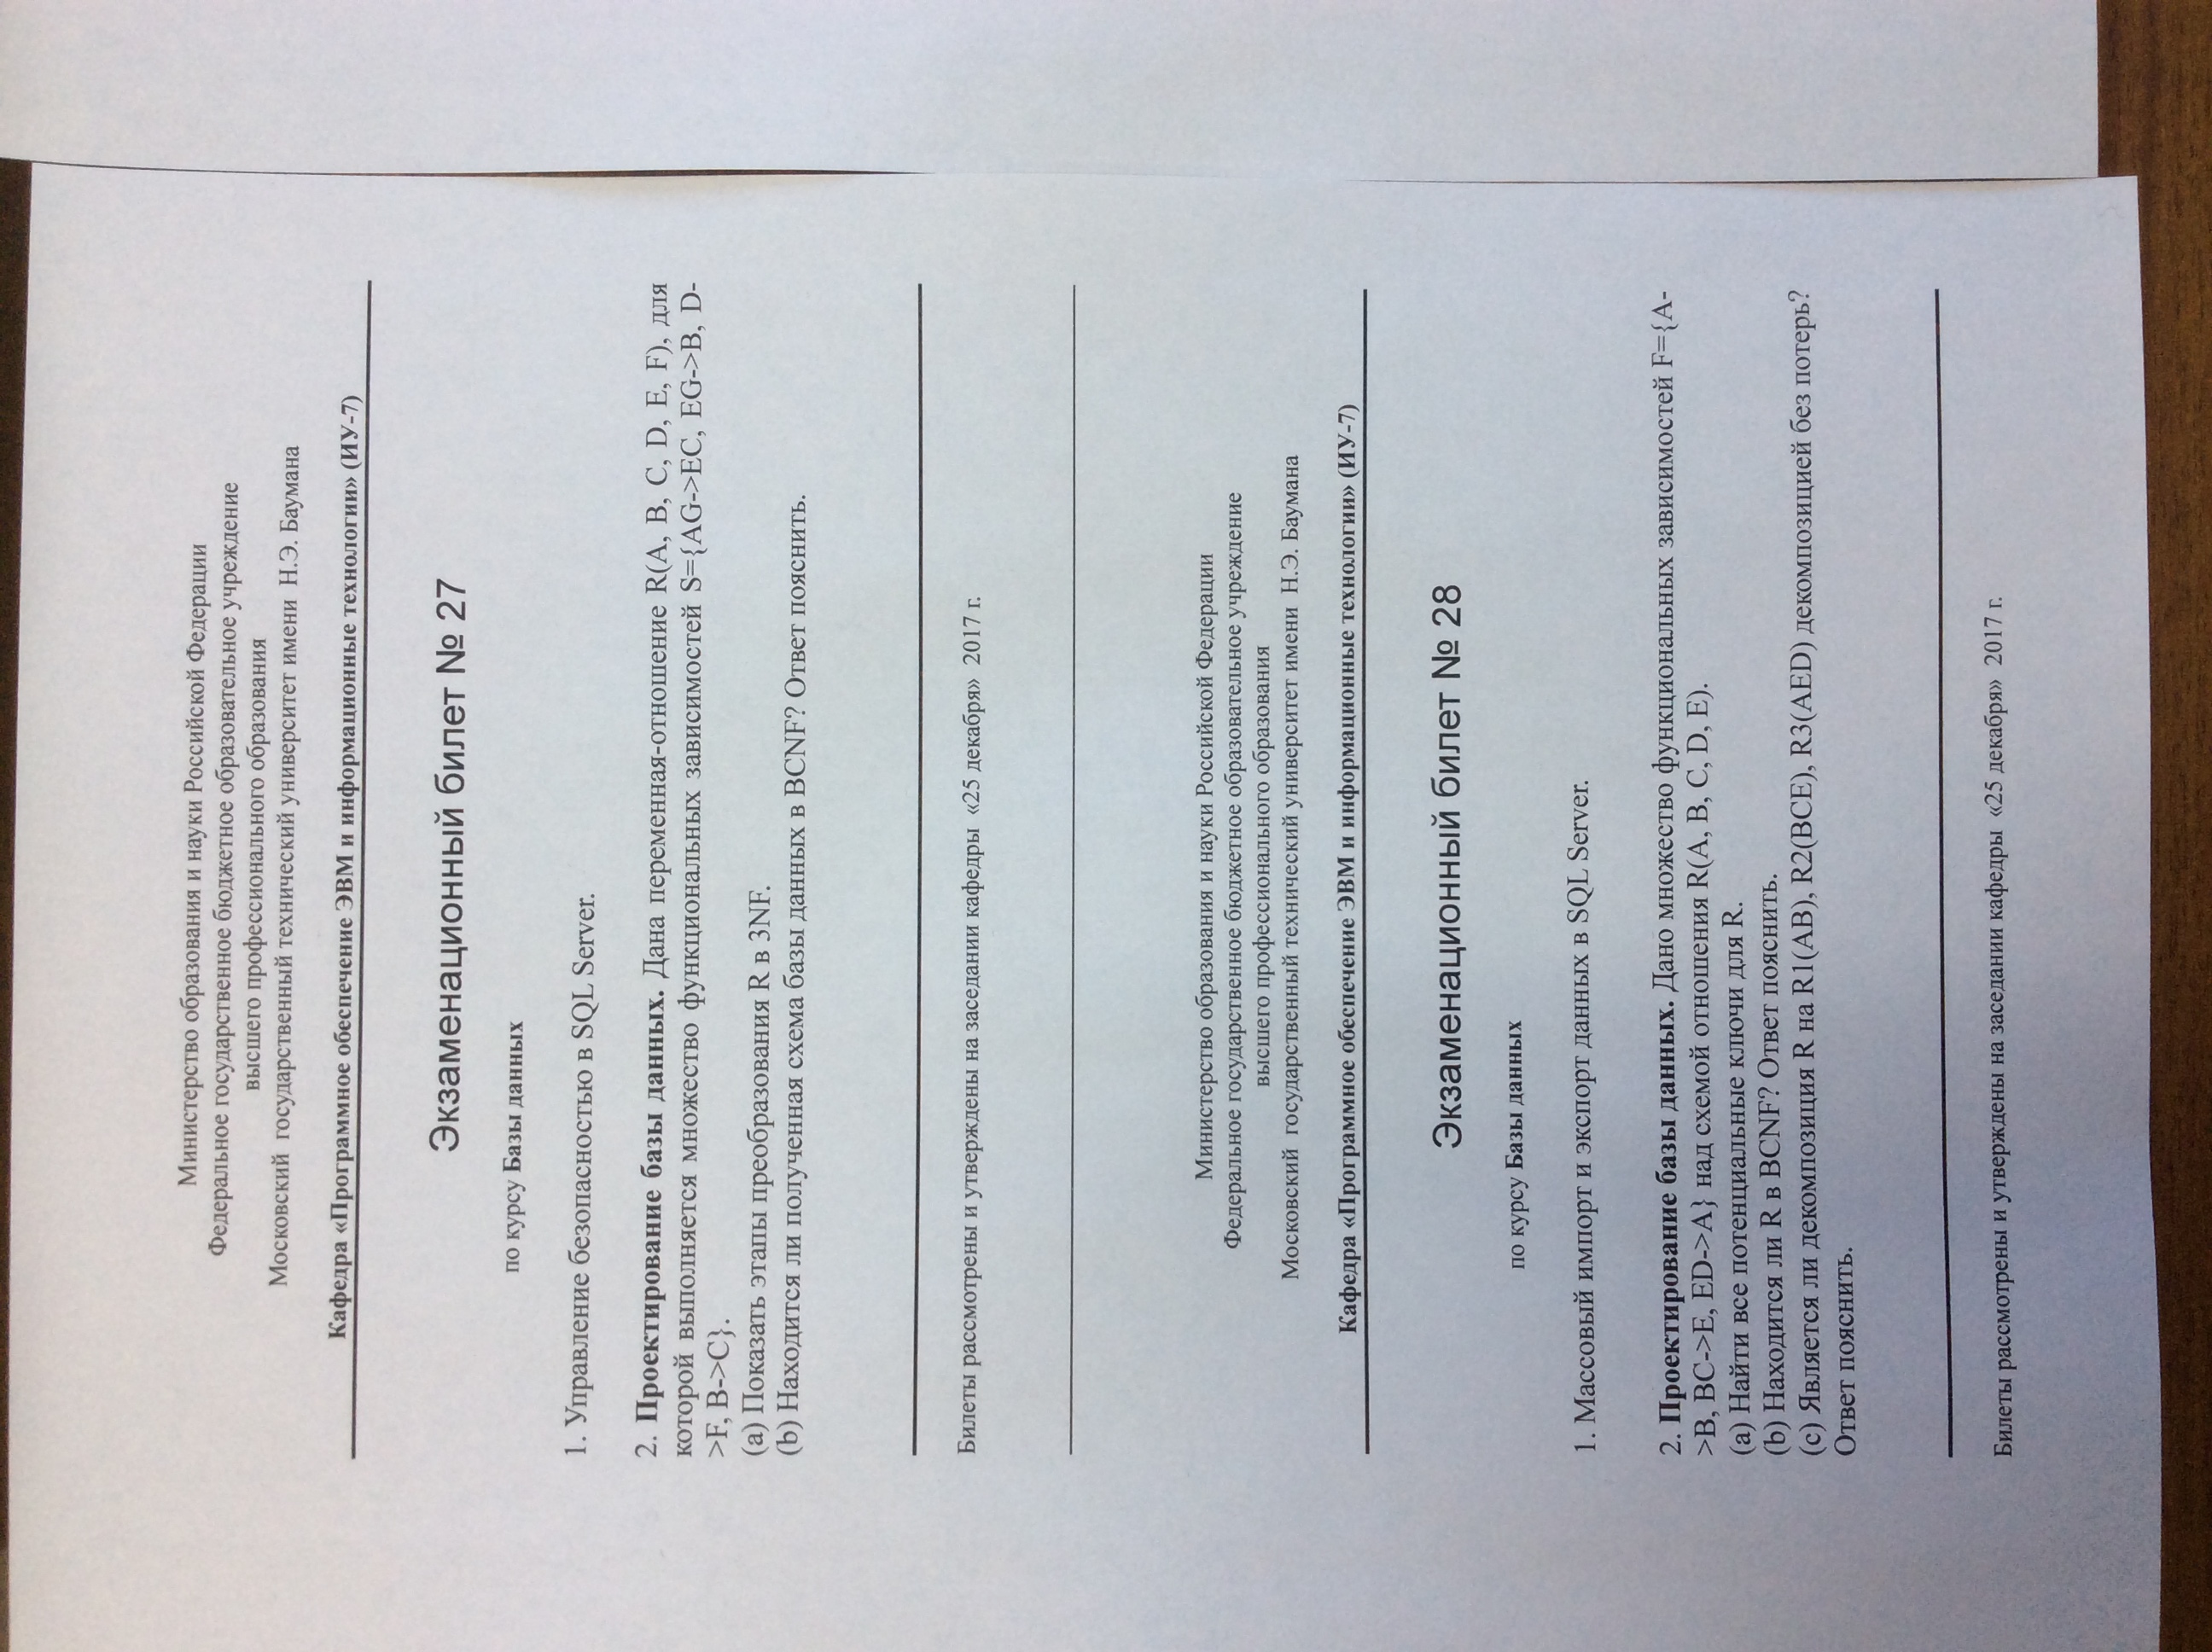 Министерство образования и науки Российской Федерации
Федеральное государственное бюджетное образовательное учреждение
высшего профессионального образования
Московский государственный технический университет имени Н.Э. Баумана
Кафедра «Программное обеспечение ЭВМ и информационные технологии» (ИУ-7)
Экзаменационный билет № 27
по курсу Базы данных
1. Управление безопасностью в SQL Server.
2. Проектирование базы данных. Дана переменная-отношение R(A, B, C, D, E, F), для
которой выполняется множество функциональных зависимостей S={AG->EC, EG->B, D-
>F, B->C}.
(a) Показать этапы преобразования R в 3NF.
(b) Находится ли полученная схема базы данных в BCNF? Ответ пояснить.
Билеты рассмотрены и утверждены на заседании кафедры «25 декабря» 2017 г.
Министерство образования и науки Российской Федерации
Федеральное государственное бюджетное образовательное учреждение
высшего профессионального образования
Московский государственный технический университет имени Н.Э. Баумана
Кафедра «Программное обеспечение ЭВМ и информационные технологии» (ИУ-7)
Экзаменационный билет № 28
по курсу Базы данных
1. Массовый импорт и экспорт данных в SQL Server.
2. Проектирование базы данных. Дано множество функциональных зависимостей F={A-
>B, BC->E, ED->A} над схемой отношения R(A, B, C, D, E).
(a) Найти все потенциальные ключи для R.
(b) Находится ли R в BCNF? Ответ пояснить.
(c) Является ли декомпозиция R на R1(AB), R2(BCE), R3(AED) декомпозицией без потерь?
Ответ пояснить.
Билеты рассмотрены и утверждены на заседании кафедры «25 декабря» 2017 г.